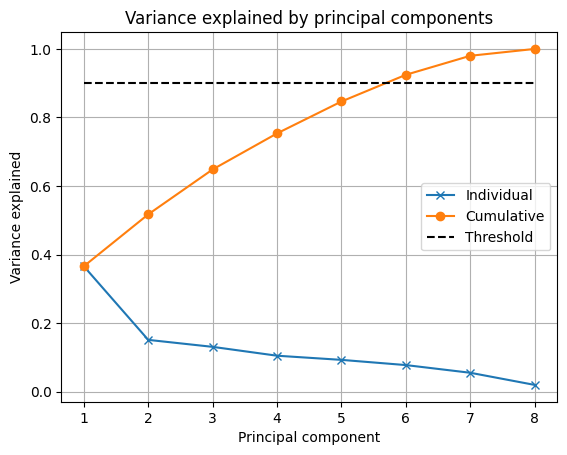 Variance explained by principal components
Variance explained
1.0
0.8
0.6
0.4
0.2
0.0
Individual
Cumulative
Threshold
1 2 3 4 5 6 7 8
Principal component